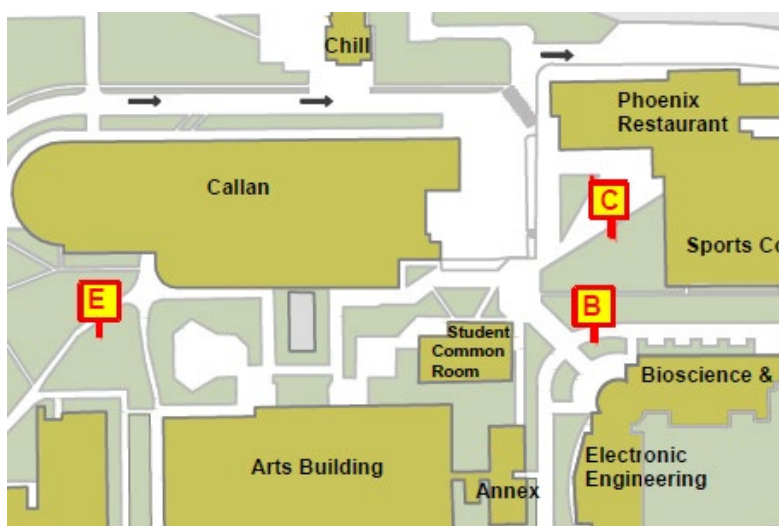 Chill
Phoenix
Restaurant
Callan
C
Sports Co
E
B
Student
Common
Room
Bioscience &
Arts Building
Electronic
Engineering
Annex